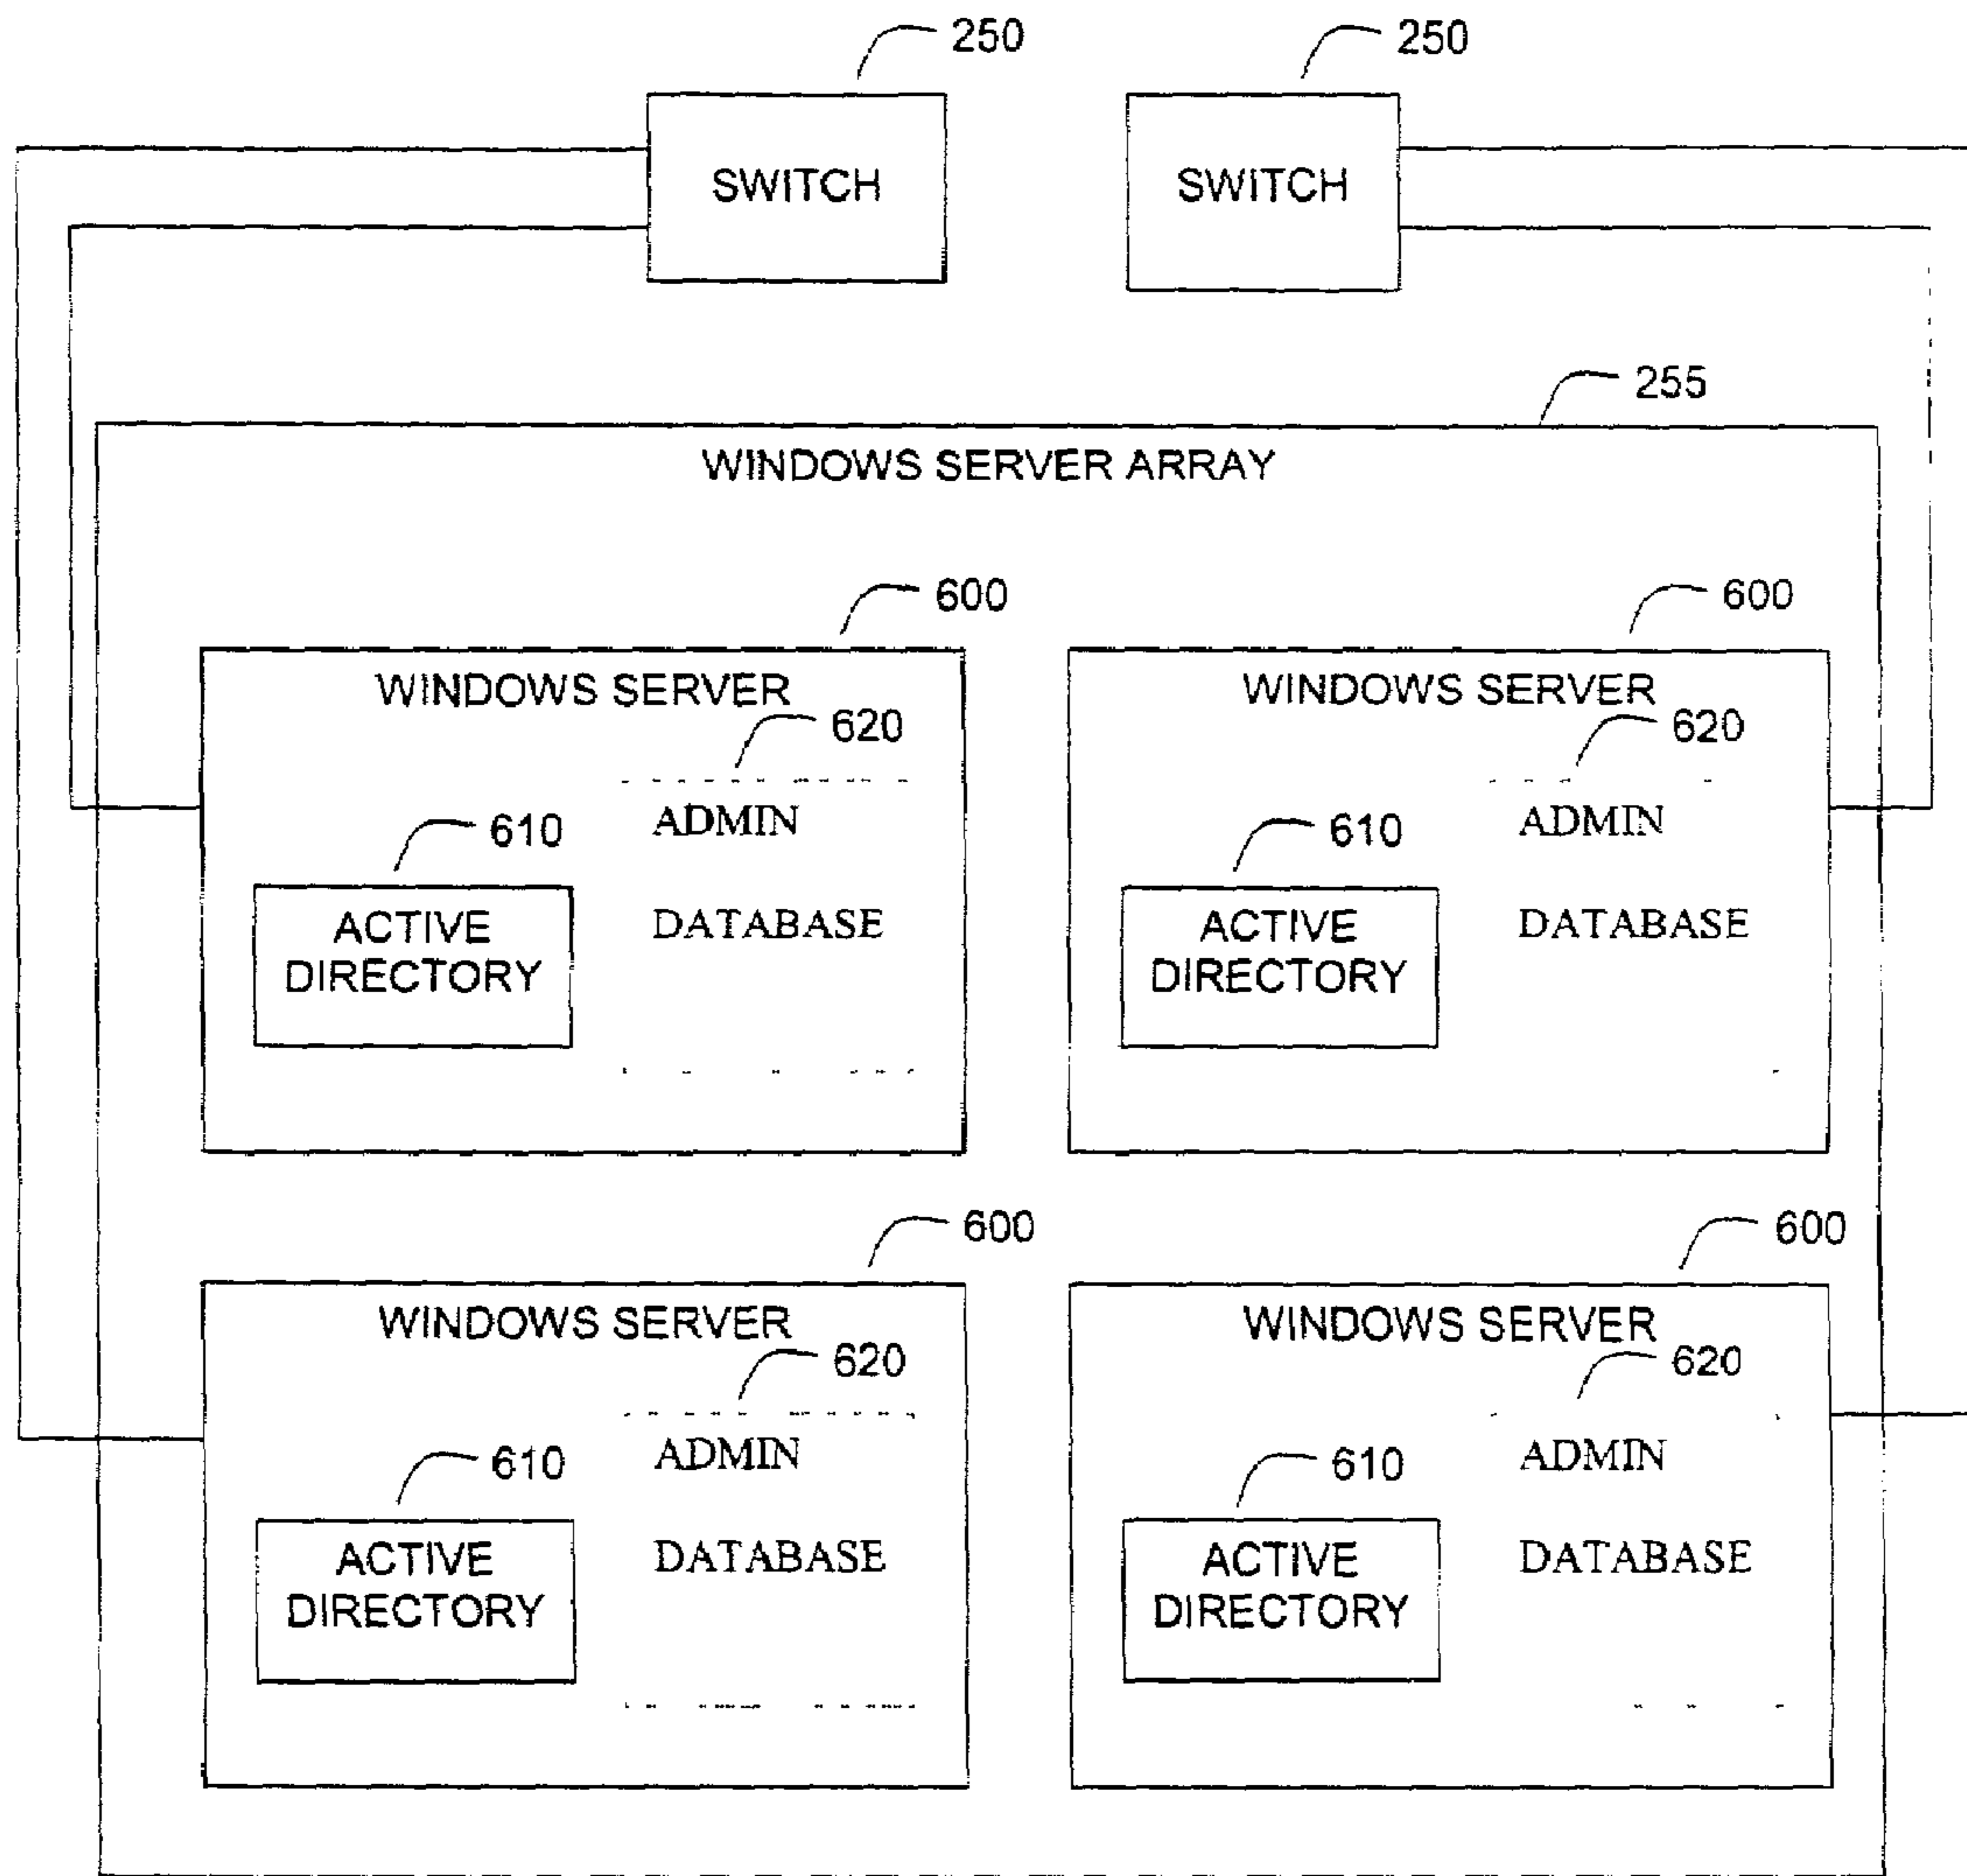 250
250
SWITCH
SWITCH
255
WINDOWS SERVER ARRAY
600
600
WINDOWS SERVER
WINDOWS SERVER
620
620
ADMIN
ADMIN
610
610
ACTIVE
DIRECTORY
DATABASE
ACTIVE
DIRECTORY
DATABASE
600
600
WINDOWS SERVER
WINDOWS SERVER
620
620
ADMIN
ADMIN
610
610
ACTIVE
DIRECTORY
DATABASE
ACTIVE
DIRECTORY
DATABASE